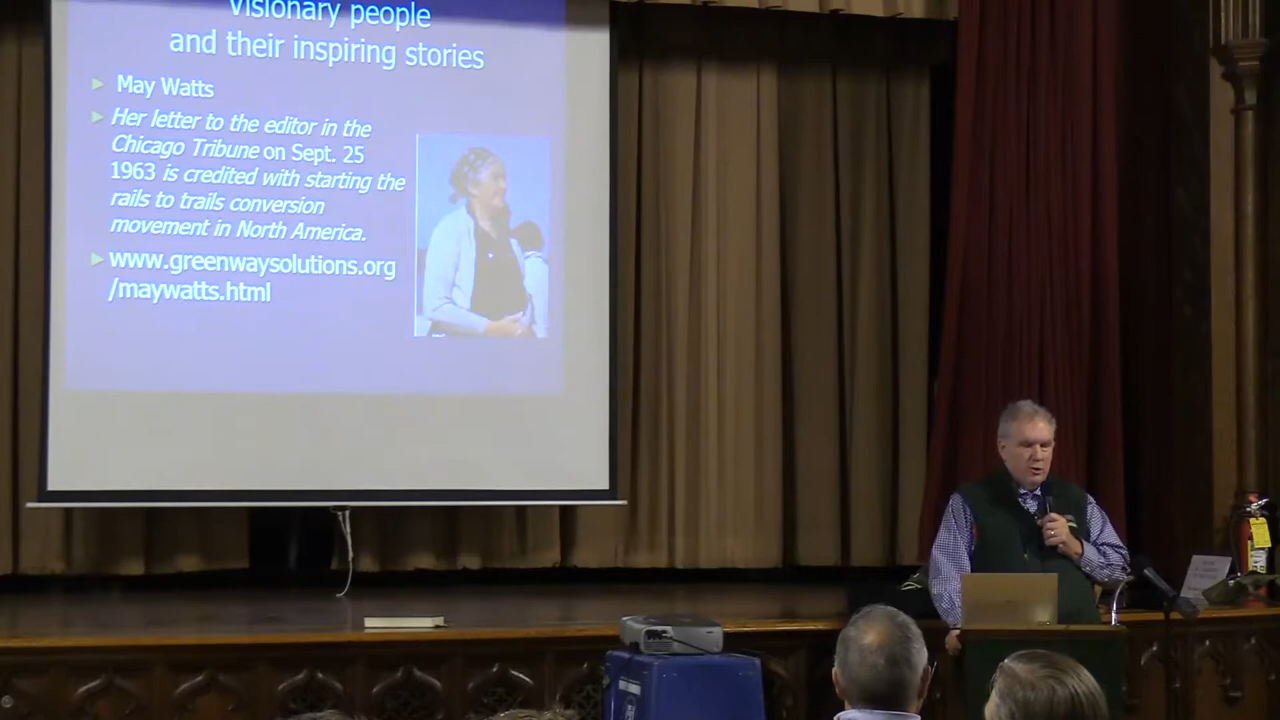 Visionary people
and their inspiring stories
May Watts
Her letter to the editor in the
Chicago Tribune on Sept. 25
1963 is credited with starting the
rails to trails conversion
movement in North America.
www.greenwaysolutions.org
/maywatts.html